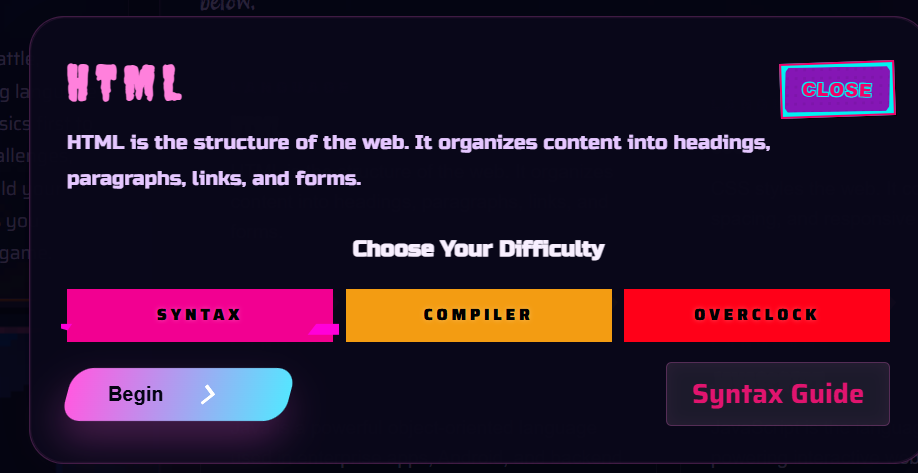 below.
HTML
CLOSE
HTML is the structure of the web. It organizes content into headings,
paragraphs, links, and forms.
Choose Your Difficulty
SYNTAX
COMPILER
OVERCLOCK
Begin
Syntax Guide